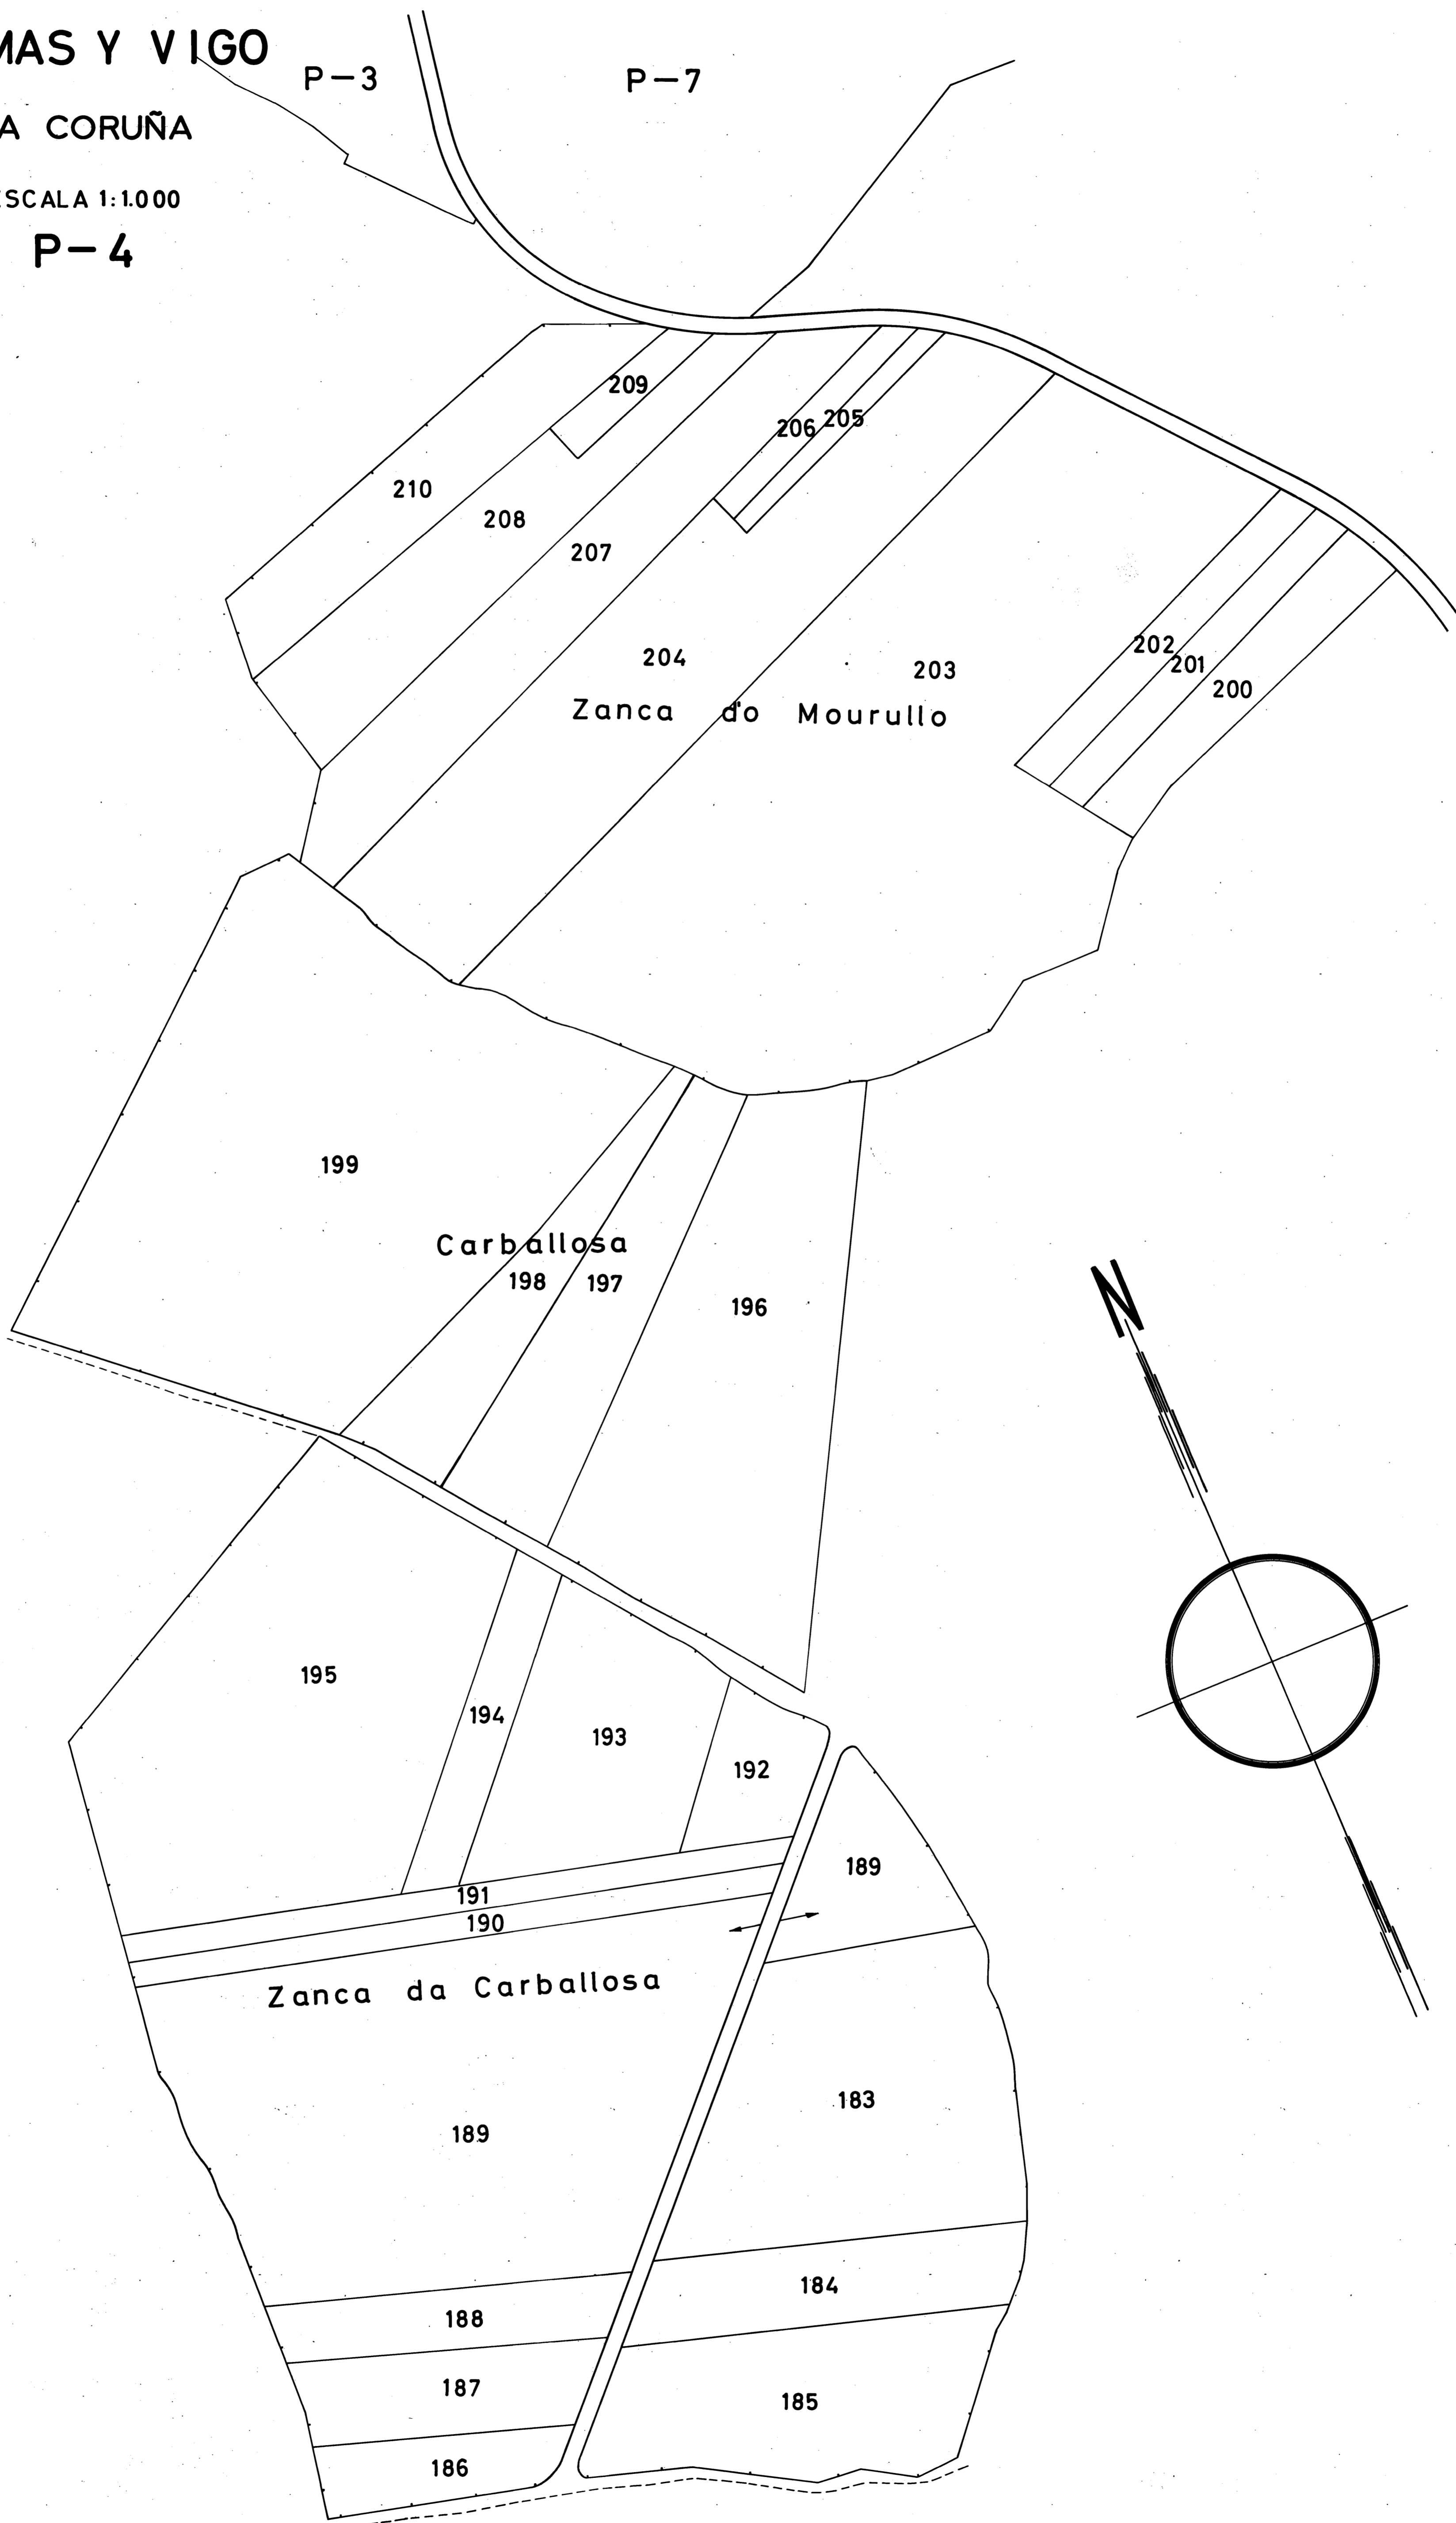 MAS Y VIGO
A CORUÑA
ESCALA 1:1.000
P-4
P-3
P-7
209
206
205
210
208
207
204
203
202
201
200
Zanca do Mourullo
199
Carballosa
198
197
196
N
195
194
193
192
191
190
189
Zanca da Carballosa
183
189
184
188
187
185
186